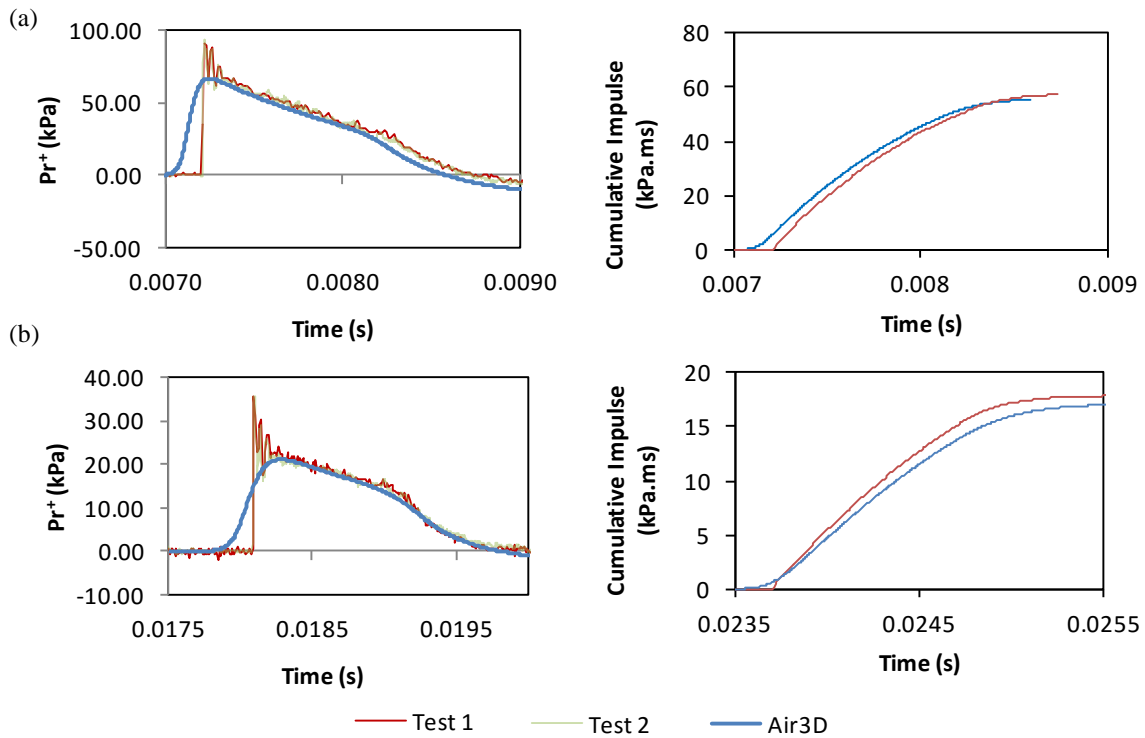 (a)
100.00
50.00
0.00
-50.00
Pr+ (kPa)
0.0070
0.0080
0.0090
Time (s)
80
60
40
20
0
Cumulative Impulse
(kPa.ms)
0.007
0.008
0.009
Time (s)
(b)
40.00
30.00
20.00
10.00
0.00
-10.00
Pr+ (kPa)
0.0175
0.0185
0.0195
Time (s)
20
15
10
5
0
Cumulative Impulse
(kPa.ms)
0.0235
0.0245
0.0255
Time (s)
Test 1
Test 2
Air3D